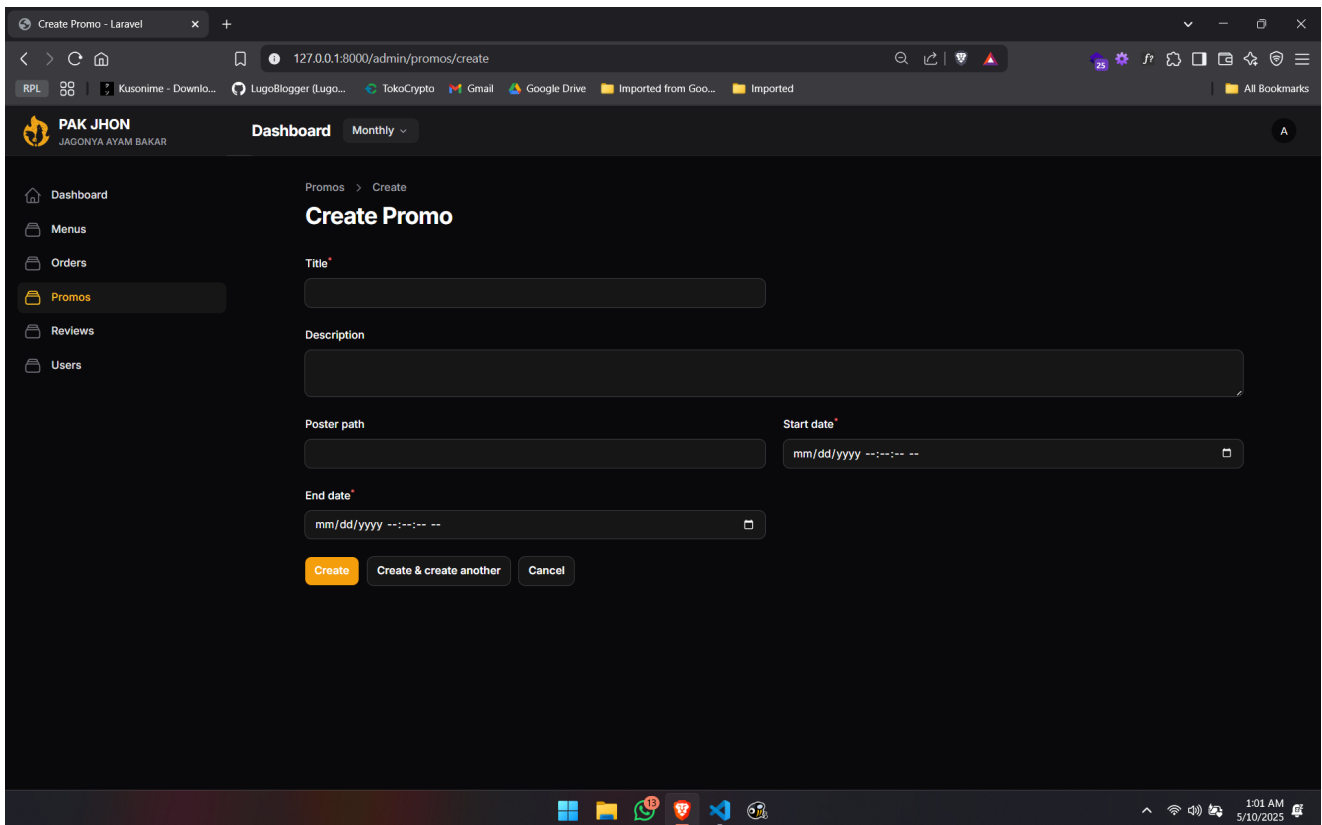 Create Promo - Laravel
127.0.0.1:8000/admin/promos/create
25
f?
RPL
Kusonime - Downlo...
LugoBlogger (Lugo...
TokoCrypto
Gmail
Google Drive
Imported from Goo...
Imported
All Bookmarks
PAK JHON
JAGONYA AYAM BAKAR
Dashboard
Monthly
A
Dashboard
Menus
Orders
Promos
Reviews
Users
Promos > Create
Create Promo
Title*
Description
Poster path
Start date*
mm/dd/yyyy --:--:-- --
End date*
mm/dd/yyyy --:--:-- --
Create
Create & create another
Cancel
13
1:01 AM
5/10/2025